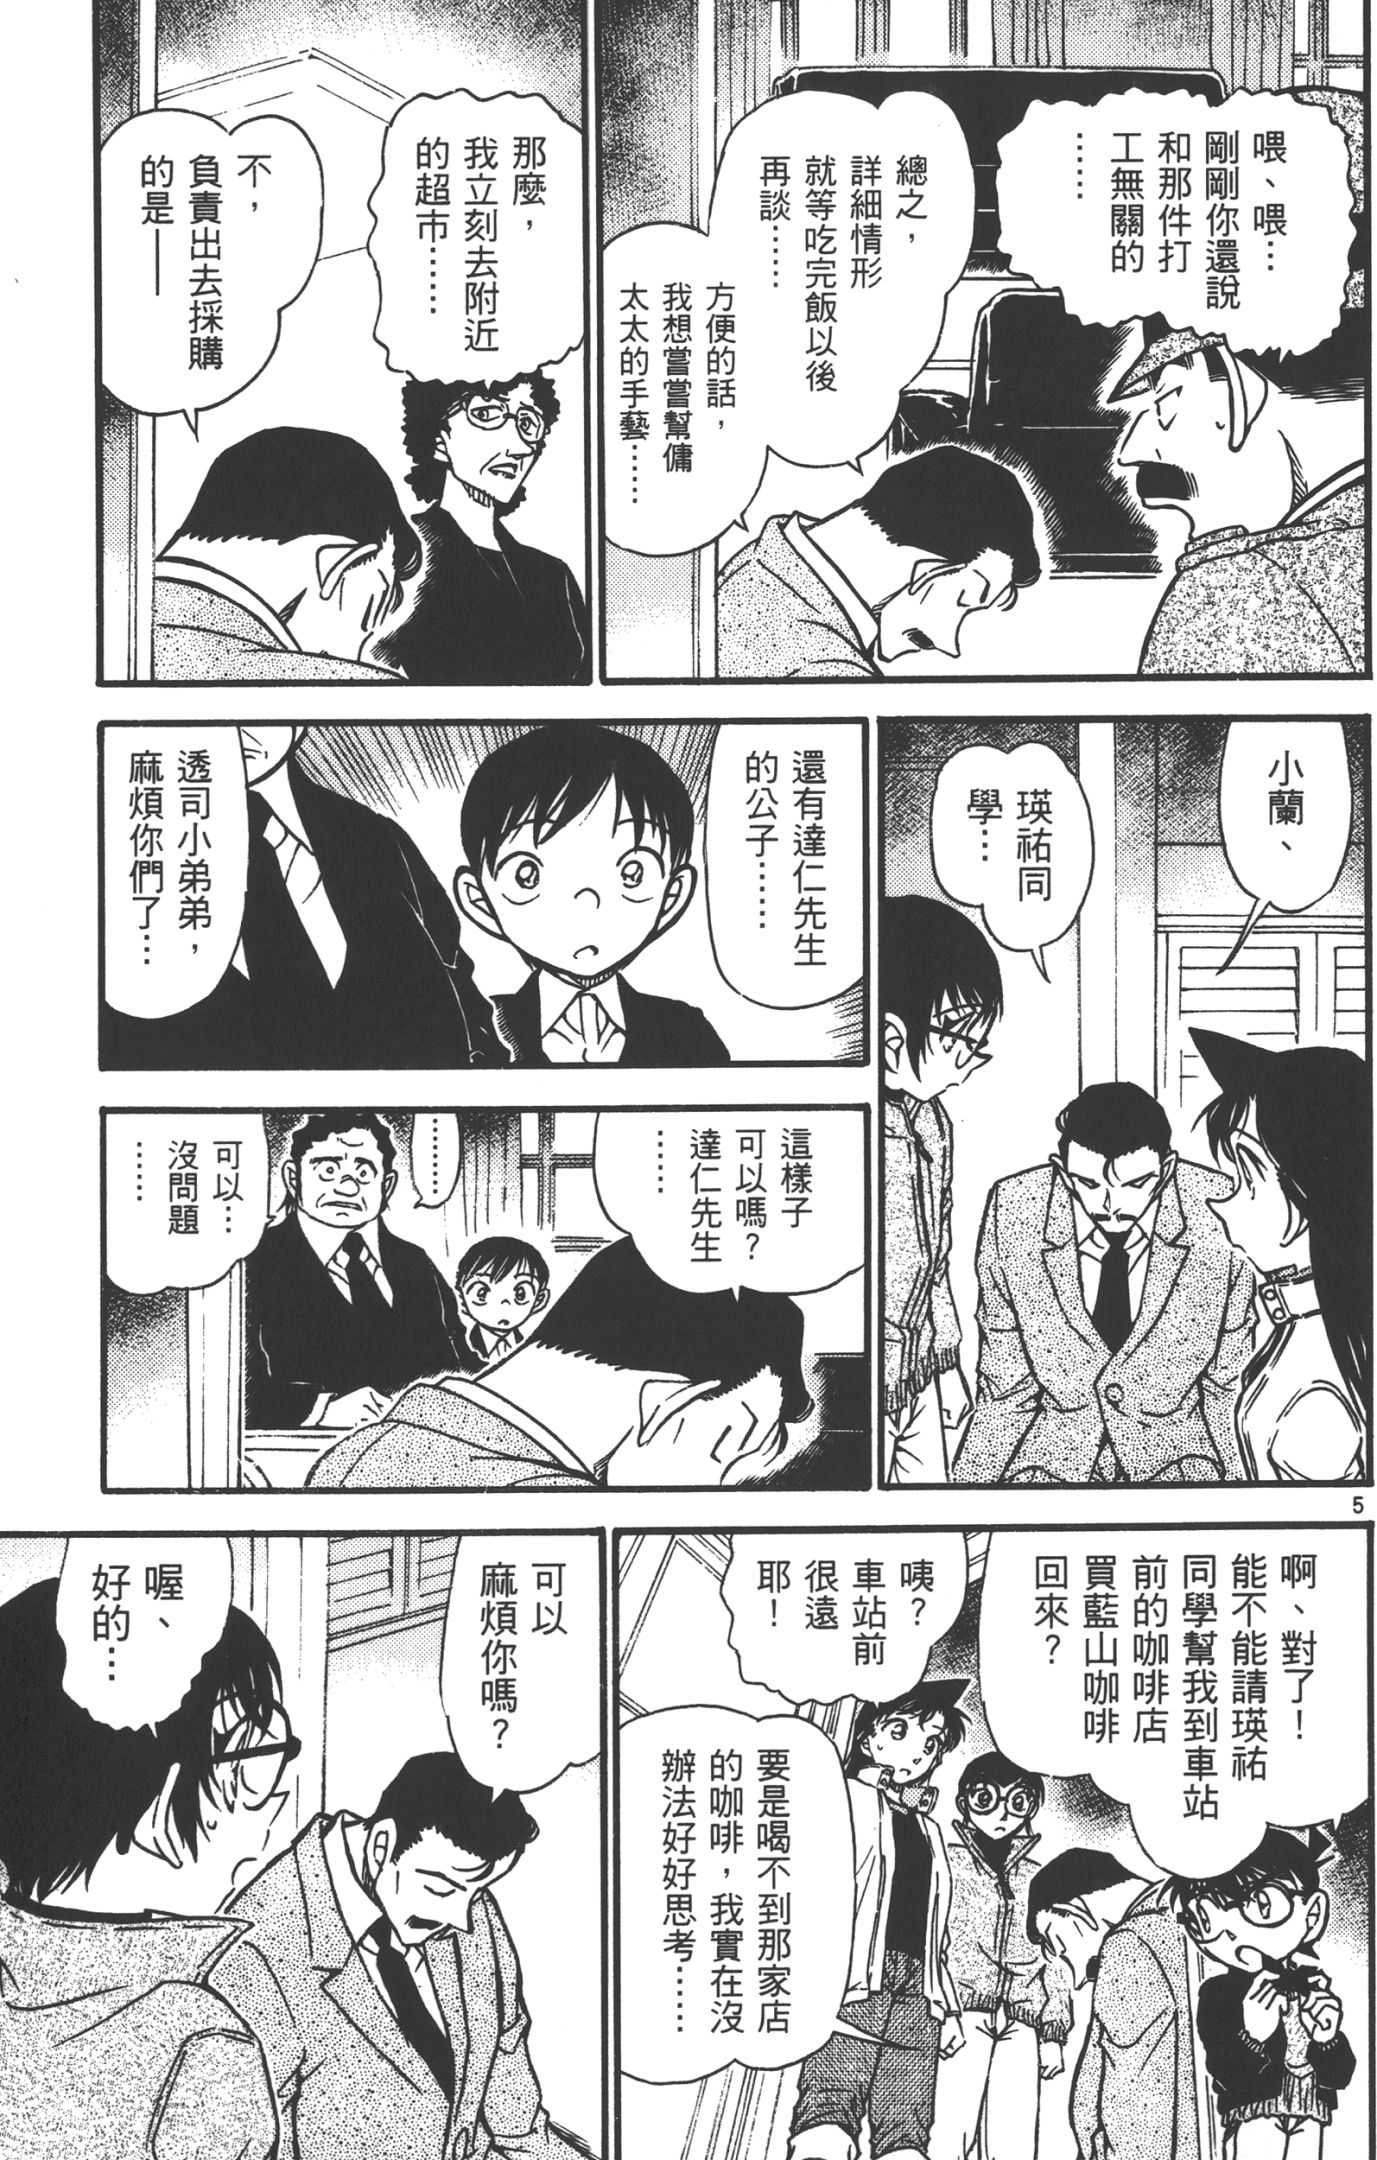 喂、喂…
剛剛你還說
和那件打
工無關的
……
總之，
詳細情形
就等吃完飯以後
再談……
方便的話，
我想嘗嘗幫傭
太太的手藝……
那麼，
我立刻去附近
的超市……
不，
負責出去採購
的是——
小蘭、
瑛祐同
學…
還有達仁先生
的公子……
透司小弟弟，
麻煩你們了…
這樣子
可以嗎？
達仁先生
……
………
可以…
沒問題
……
5
啊、對了！
能不能請瑛祐
同學幫我到車站
前的咖啡店
買藍山咖啡
回來？
咦？
車站前
很遠
耶！
要是喝不到那家店
的咖啡，我實在沒
辦法好好思考……
可以
麻煩你嗎？
喔、
好的…